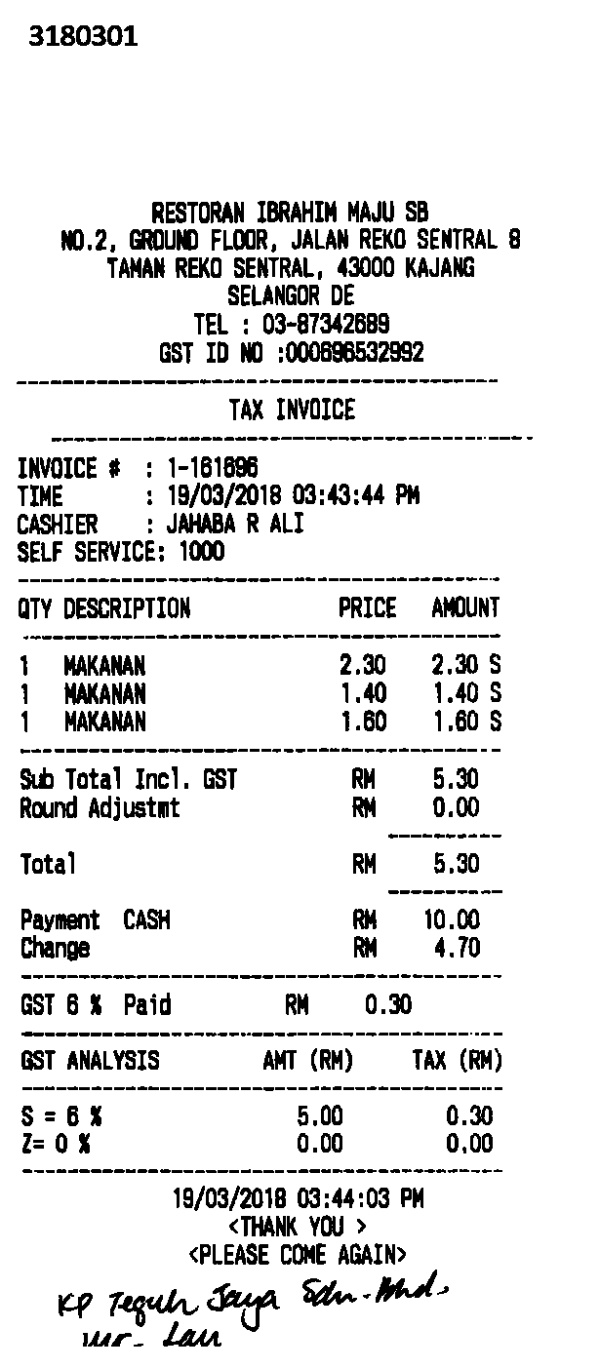 3180301
RESTORAN IBRAHIM MAJU SB
NO.2, GROUND FLOOR, JALAN REKO SENTRAL 8
TAMAN REKO SENTRAL, 43000 KAJANG
SELANGOR DE
TEL : 03-87342689
GST ID NO :000696532992
TAX INVOICE
INVOICE # : 1-161696
TIME : 19/03/2018 03:43:44 PM
CASHIER : JAHABA R ALI
SELF SERVICE: 1000
QTY DESCRIPTION PRICE AMOUNT
1 MAKANAN 2.30 2.30 S
1 MAKANAN 1.40 1.40 S
1 MAKANAN 1.60 1.60 S
Sub Total Incl. GST RM 5.30
Round Adjustmt RM 0.00
Total RM 5.30
Payment CASH RM 10.00
Change RM 4.70
GST 6 % Paid RM 0.30
GST ANALYSIS AMT (RM) TAX (RM)
S = 6 % 5.00 0.30
Z= 0 % 0.00 0.00
19/03/2018 03:44:03 PM
<THANK YOU >
<PLEASE COME AGAIN>
KP Teguh Jaya Sdn. Bhd.
Mr. Lau